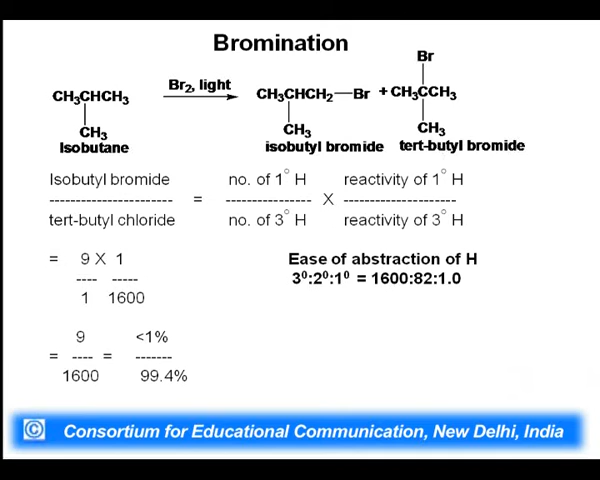 Bromination
Br
CH3CHCH3 Br2, light CH3CHCH2—Br + CH3CCH3
CH3 CH3 CH3
Isobutane isobutyl bromide tert-butyl bromide
Isobutyl bromide no. of 1° H reactivity of 1° H
----------------------- = ---------------- X ---------------------
tert-butyl chloride no. of 3° H reactivity of 3° H
= 9 X 1 Ease of abstraction of H
---- ----- 3⁰:2⁰:1⁰ = 1600:82:1.0
1 1600
9 <1%
= ---- = -------
1600 99.4%
© Consortium for Educational Communication, New Delhi, India